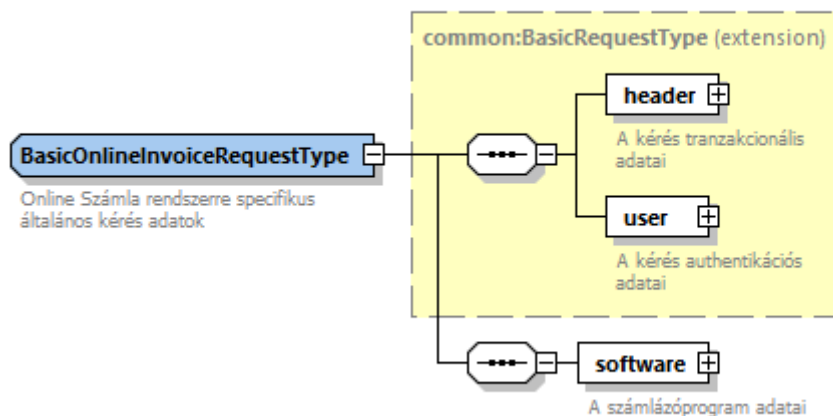 common:BasicRequestType (extension)
header
A kérés tranzakcionális
adatai
BasicOnlineInvoiceRequestType
Online Számla rendszerre specifikus
általános kérés adatok
user
A kérés authentikációs
adatai
software
A számlázóprogram adatai